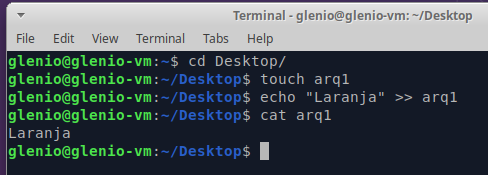 Terminal - glenio@glenio-vm: ~/Desktop
File Edit View Terminal Tabs Help
glenio@glenio-vm:~$ cd Desktop/
glenio@glenio-vm:~/Desktop$ touch arq1
glenio@glenio-vm:~/Desktop$ echo "Laranja" >> arq1
glenio@glenio-vm:~/Desktop$ cat arq1
Laranja
glenio@glenio-vm:~/Desktop$